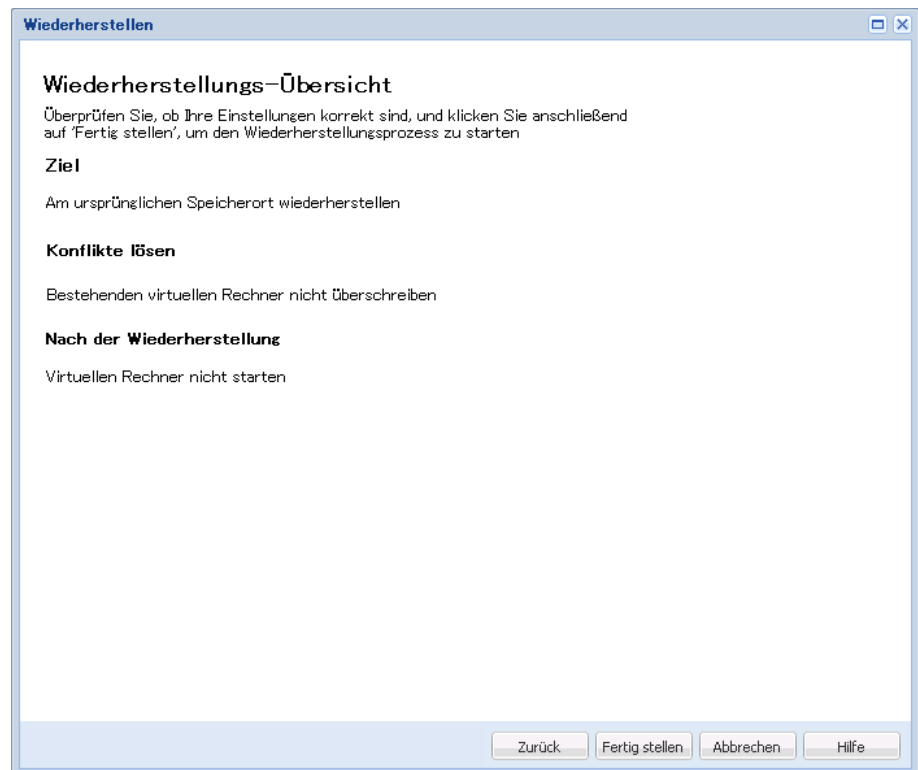 Wiederherstellen
Wiederherstellungs-Übersicht
Überprüfen Sie, ob Ihre Einstellungen korrekt sind, und klicken Sie anschließend
auf 'Fertig stellen', um den Wiederherstellungsprozess zu starten
Ziel
Am ursprünglichen Speicherort wiederherstellen
Konflikte lösen
Bestehenden virtuellen Rechner nicht überschreiben
Nach der Wiederherstellung
Virtuellen Rechner nicht starten
Zurück Fertig stellen Abbrechen Hilfe